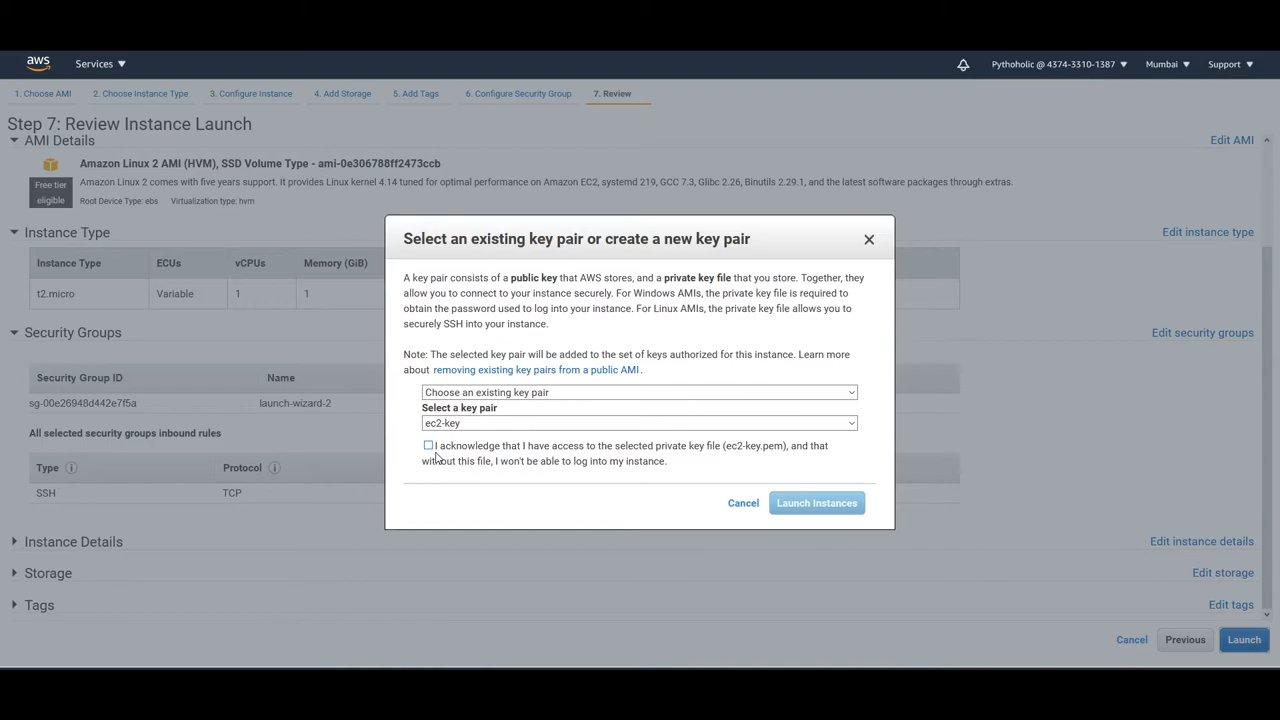 aws
Services
Pythoholic @ 4374-3310-1387
Mumbai
Support
1. Choose AMI
2. Choose Instance Type
3. Configure Instance
4. Add Storage
5. Add Tags
6. Configure Security Group
7. Review
Step 7: Review Instance Launch
AMI Details
Edit AMI
Amazon Linux 2 AMI (HVM), SSD Volume Type - ami-0e306788ff2473ccb
Free tier
eligible
Amazon Linux 2 comes with five years support. It provides Linux kernel 4.14 tuned for optimal performance on Amazon EC2, systemd 219, GCC 7.3, Glibc 2.26, Binutils 2.29.1, and the latest software packages through extras.
Root Device Type: ebs Virtualization type: hvm
Instance Type
Edit instance type
Instance Type ECUs vCPUs Memory (GiB)
t2.micro Variable 1 1
Security Groups
Edit security groups
Security Group ID Name
sg-00e26948d442e7f5a launch-wizard-2
All selected security groups inbound rules
Type Protocol
SSH TCP
Instance Details
Edit instance details
Storage
Edit storage
Tags
Edit tags
Cancel
Previous
Launch
Select an existing key pair or create a new key pair
A key pair consists of a public key that AWS stores, and a private key file that you store. Together, they
allow you to connect to your instance securely. For Windows AMIs, the private key file is required to
obtain the password used to log into your instance. For Linux AMIs, the private key file allows you to
securely SSH into your instance.
Note: The selected key pair will be added to the set of keys authorized for this instance. Learn more
about removing existing key pairs from a public AMI.
Choose an existing key pair
Select a key pair
ec2-key
I acknowledge that I have access to the selected private key file (ec2-key.pem), and that
without this file, I won't be able to log into my instance.
Cancel
Launch Instances